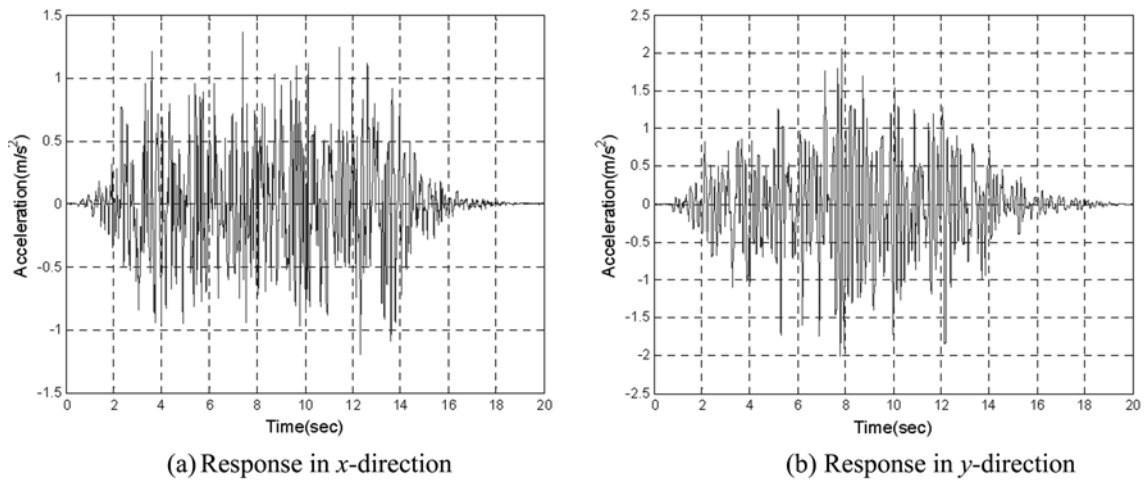 1.5
1
0.5
0
-0.5
-1
-1.5
Acceleration(m/s²)
0 2 4 6 8 10 12 14 16 18 20
Time(sec)
(a) Response in x-direction
2.5
2
1.5
1
0.5
0
-0.5
-1
-1.5
-2
-2.5
Acceleration(m/s²)
0 2 4 6 8 10 12 14 16 18 20
Time(sec)
(b) Response in y-direction